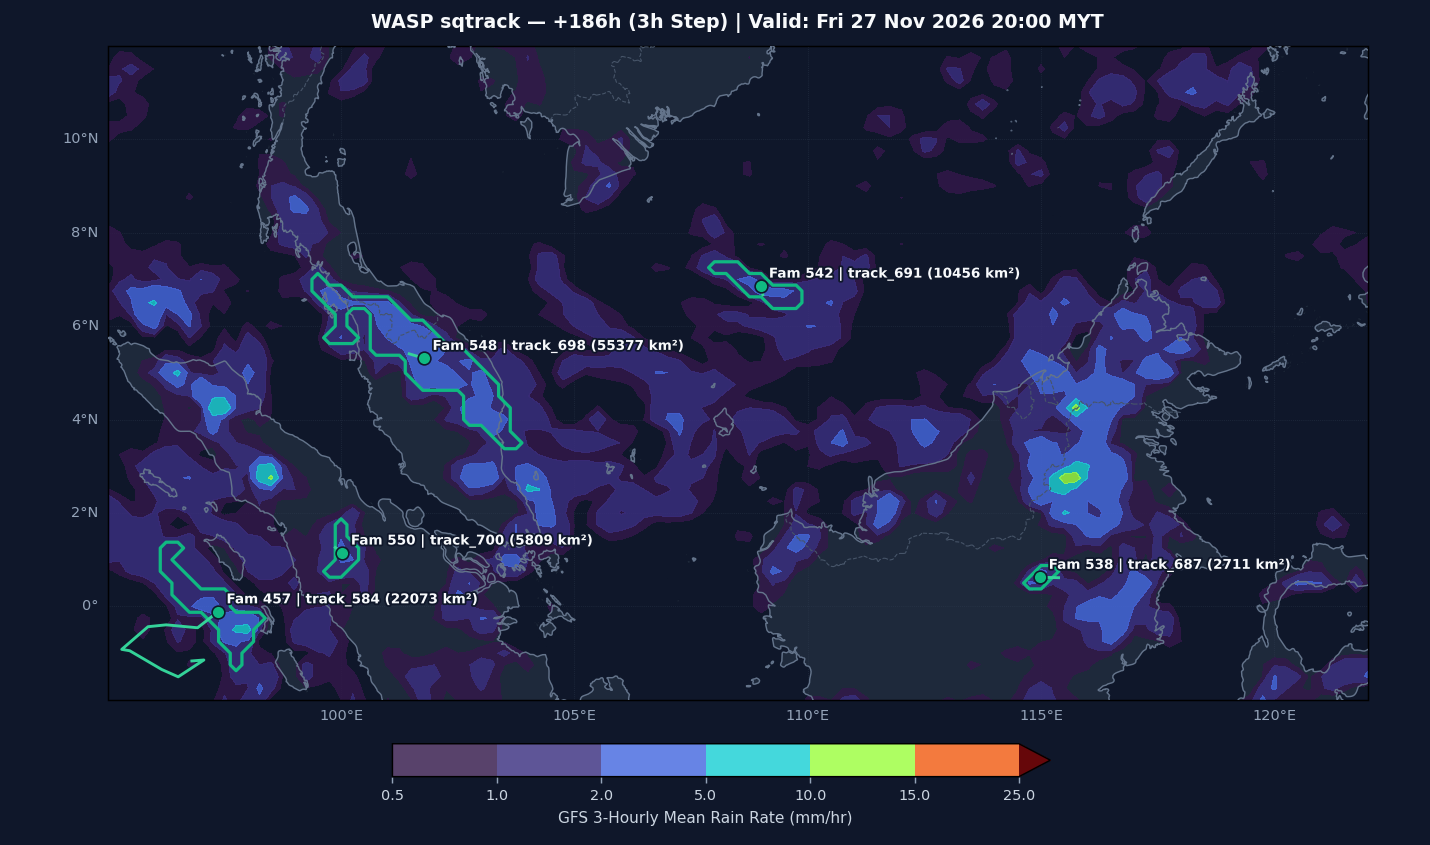 WASP sqtrack — +186h (3h Step) | Valid: Fri 27 Nov 2026 20:00 MYT
10°N
8°N
6°N
4°N
2°N
0°
Fam 542 | track_691 (10456 km²)
Fam 548 | track_698 (55377 km²)
Fam 550 | track_700 (5809 km²)
Fam 538 | track_687 (2711 km²)
Fam 457 | track_584 (22073 km²)
100°E 105°E 110°E 115°E 120°E
0.5 1.0 2.0 5.0 10.0 15.0 25.0
GFS 3-Hourly Mean Rain Rate (mm/hr)